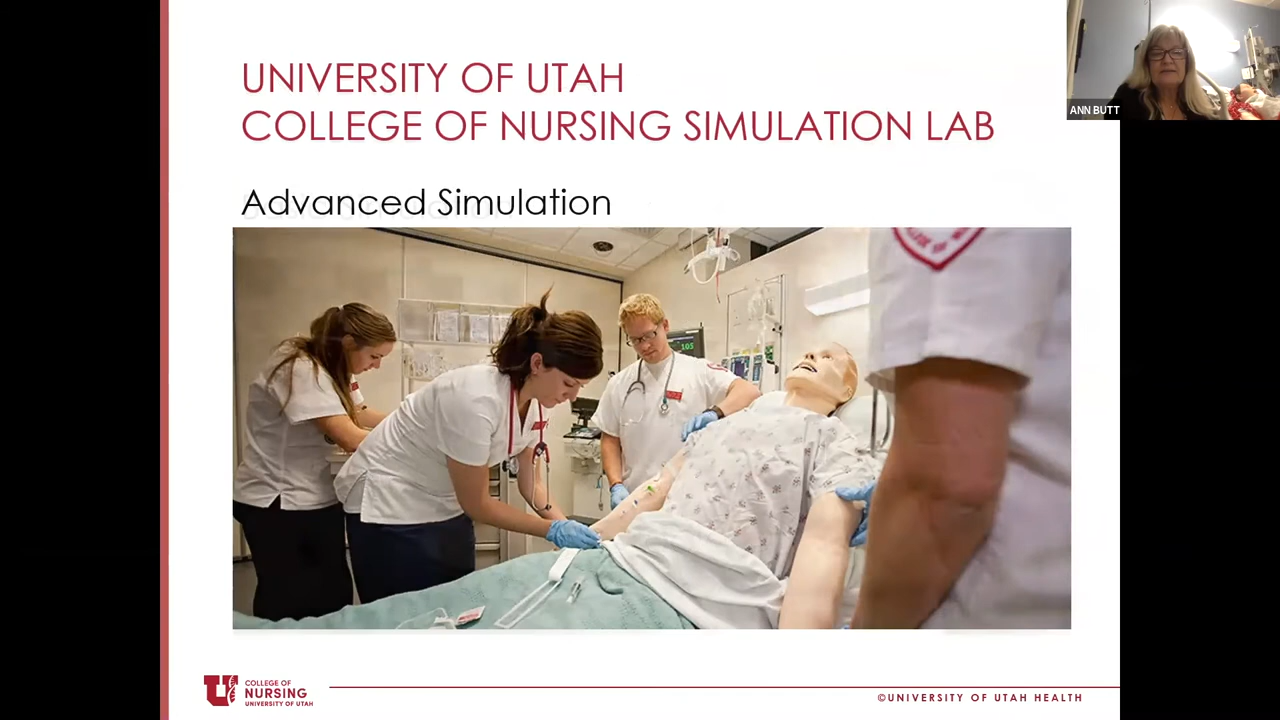 UNIVERSITY OF UTAH
COLLEGE OF NURSING SIMULATION LAB
ANN BUTT
Advanced Simulation
105
COLLEGE OF
NURSING
UNIVERSITY OF UTAH
©UNIVERSITY OF UTAH HEALTH